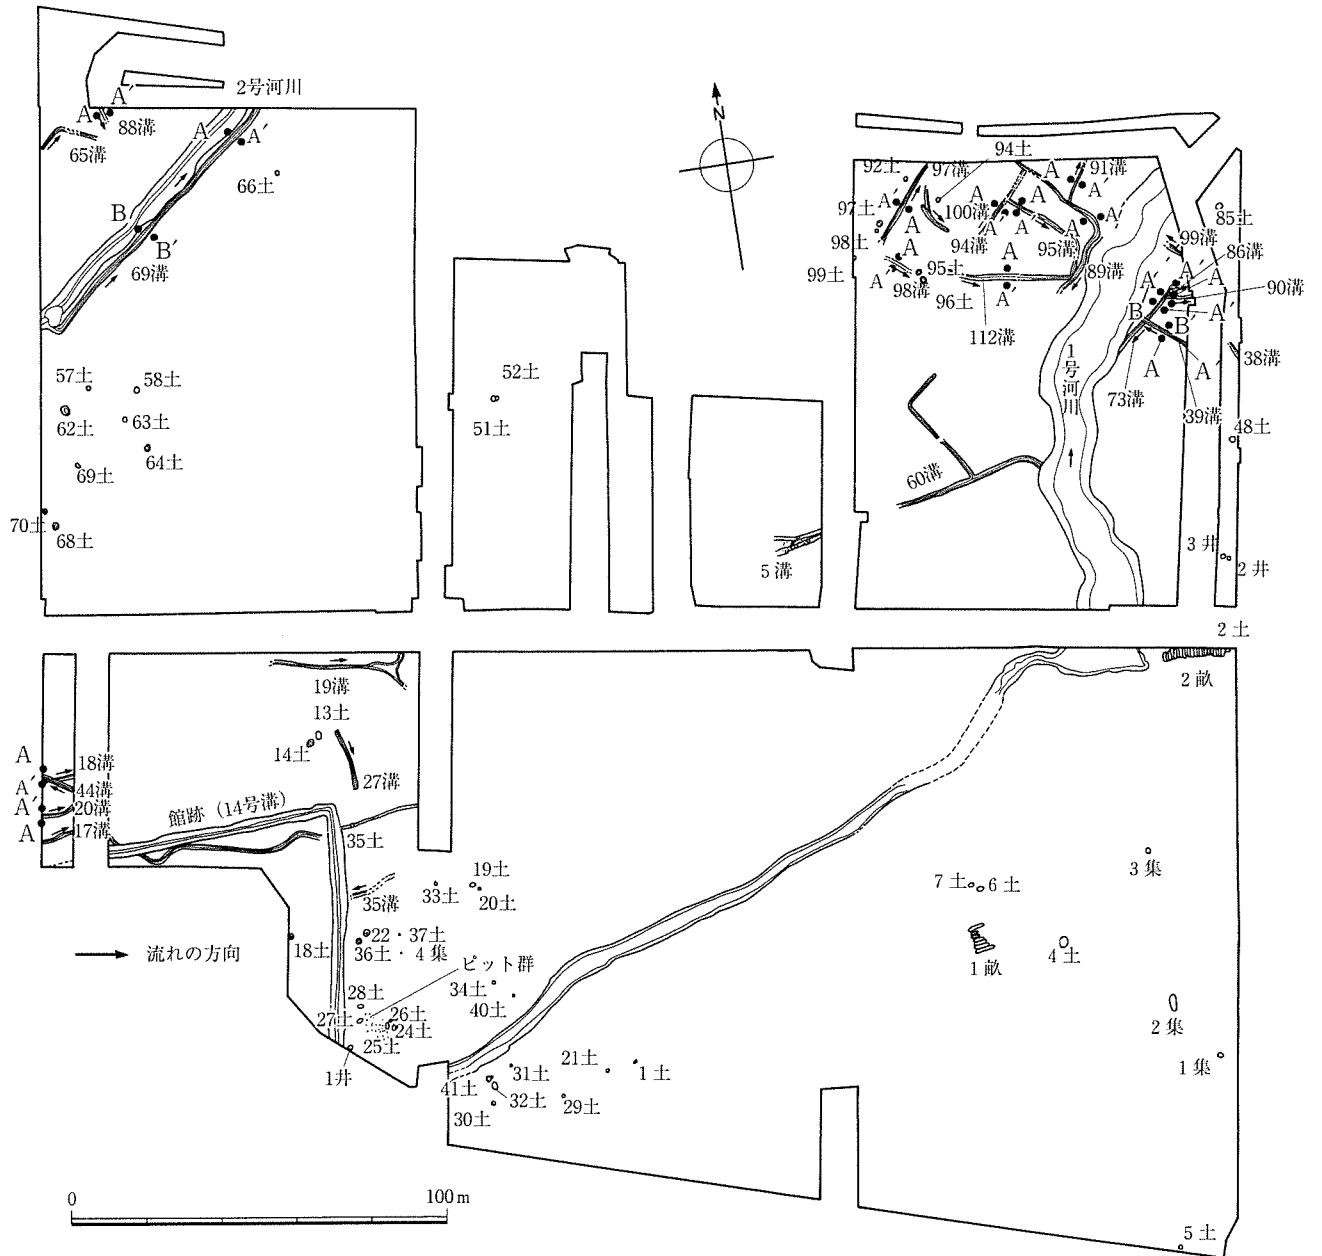 2号河川
A
A′
88溝
65溝
A
A′
66土
B
B′
69溝
57土
58土
62土
63土
64土
69土
70土
68土
52土
51土
5溝
N
92土
97溝
94土
91溝
A
A′
97土
A′
A
100溝
A
A′
A′
A
A
A′
98土
94溝
95溝
89溝
99土
A
A′
98溝
95土
96土
A
A′
112溝
85土
99溝
86溝
90溝
A′
A′
A
A
A′
B
B′
A
A′
38溝
73溝
39溝
1号河川
48土
60溝
3井
2井
2土
2畝
19溝
13土
14土
27溝
A
A′
A′
A
18溝
44溝
20溝
17溝
館跡（14号溝）
35土
35溝
33土
19土
20土
22・37土
36土・4集
18土
ピット群
28土
27土
26土
24土
25土
1井
34土
40土
41土
31土
32土
30土
29土
21土
1土
7土
6土
1畝
4土
3集
2集
1集
5土
流れの方向
0
100m